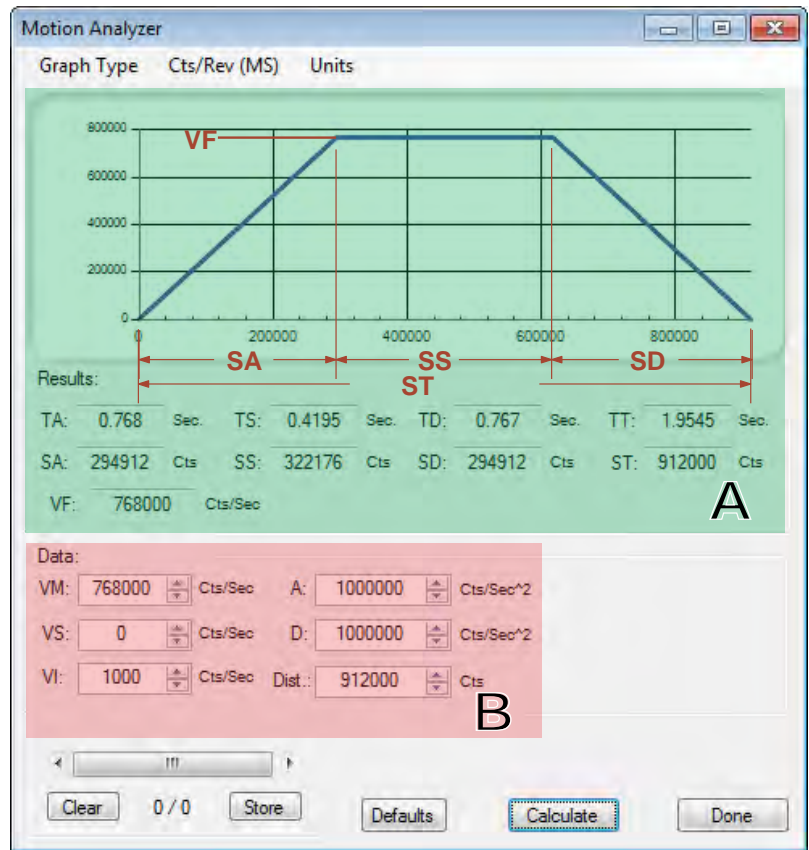 Motion Analyzer
Graph Type Cts/Rev (MS) Units
800000
VF
600000
400000
200000
0
0 200000 400000 600000 800000
SA SS SD
ST
Results:
TA: 0.768 Sec. TS: 0.4195 Sec. TD: 0.767 Sec. TT: 1.9545 Sec.
SA: 294912 Cts SS: 322176 Cts SD: 294912 Cts ST: 912000 Cts
VF: 768000 Cts/Sec
A
Data:
VM: 768000 Cts/Sec A: 1000000 Cts/Sec^2
VS: 0 Cts/Sec D: 1000000 Cts/Sec^2
VI: 1000 Cts/Sec Dist.: 912000 Cts
B
Clear 0 / 0 Store Defaults Calculate Done